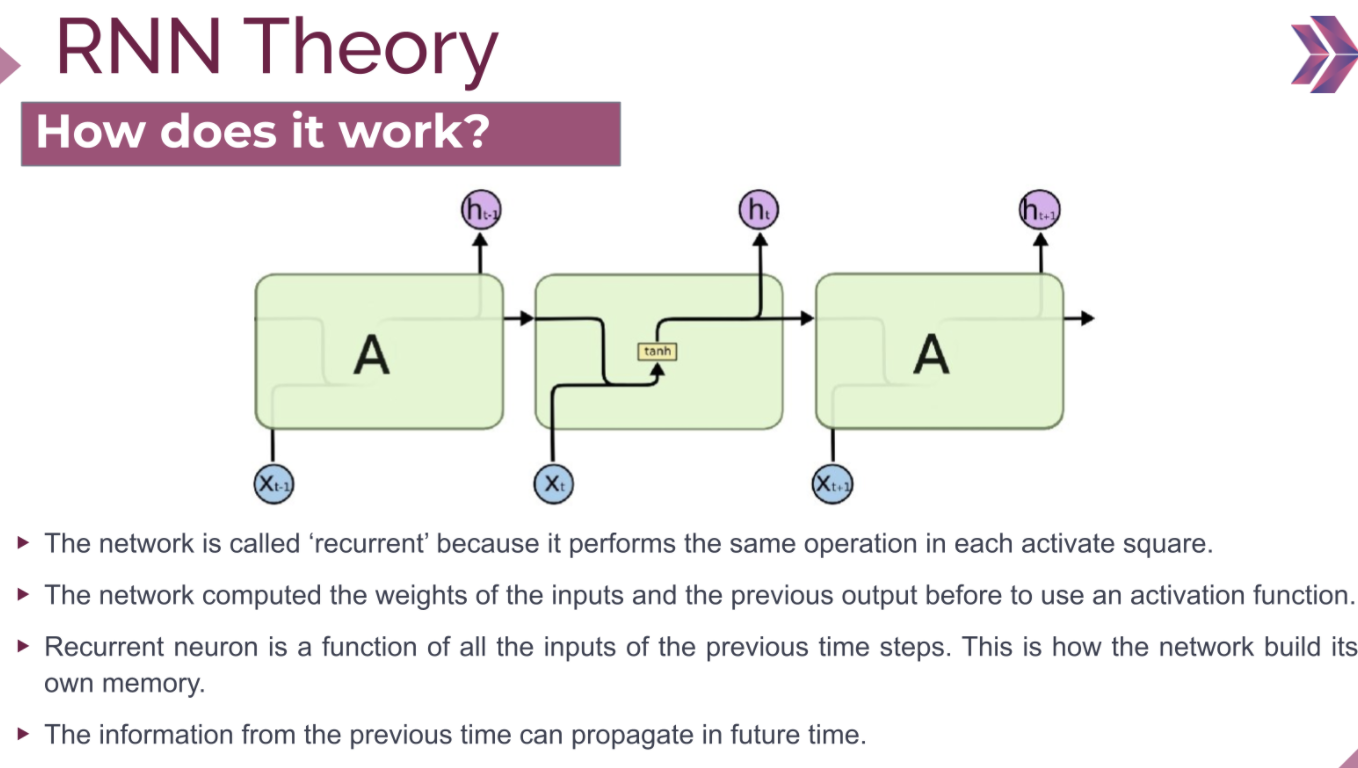 RNN Theory
How does it work?
hₜ₋₁
hₜ
hₜ₊₁
A
tanh
A
Xₜ₋₁
Xₜ
Xₜ₊₁
The network is called ‘recurrent’ because it performs the same operation in each activate square.
The network computed the weights of the inputs and the previous output before to use an activation function.
Recurrent neuron is a function of all the inputs of the previous time steps. This is how the network build its
own memory.
The information from the previous time can propagate in future time.